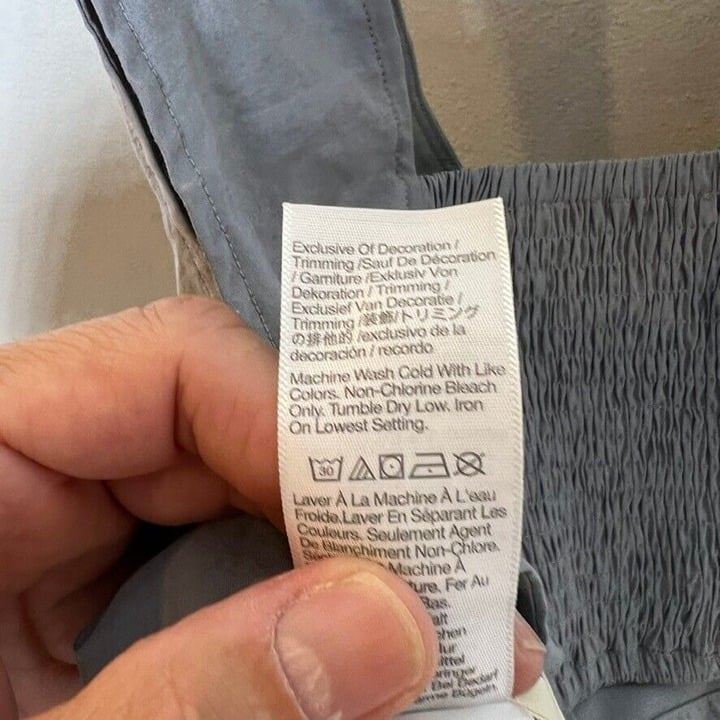 Exclusive Of Decoration /
Trimming /Sauf De Décoration
/ Garniture /Exklusiv Von
Dekoration / Trimming /
Exclusief Van Decoratie /
Trimming /装飾/トリミング
の排他的 /exclusivo de la
decoración / recordo
Machine Wash Cold With Like
Colors. Non-Chlorine Bleach
Only. Tumble Dry Low. Iron
On Lowest Setting.
30
Laver À La Machine À L'eau
Froide.Laver En Séparant Les
Couleurs. Seulement Agent
De Blanchiment Non-Chlore.
Machine À
Fer Au
Bas.
Bei Bedarf